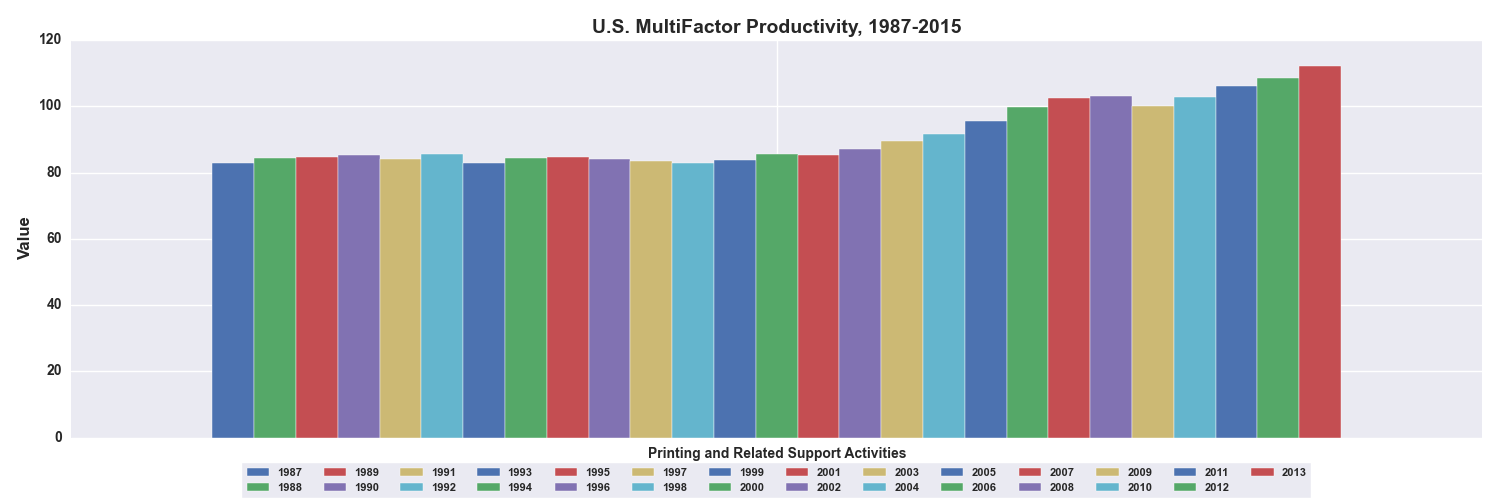 U.S. MultiFactor Productivity, 1987-2015
120
100
80
60
40
20
0
Value
Printing and Related Support Activities
1987 1989 1991 1993 1995 1997 1999 2001 2003 2005 2007 2009 2011 2013
1988 1990 1992 1994 1996 1998 2000 2002 2004 2006 2008 2010 2012